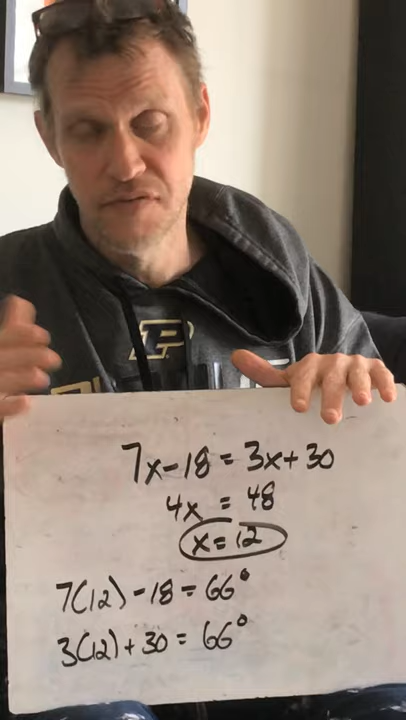 P
7x-18 = 3x+30
4x = 48
x = 12
7(12) -18 = 66°
3(12) + 30 = 66°